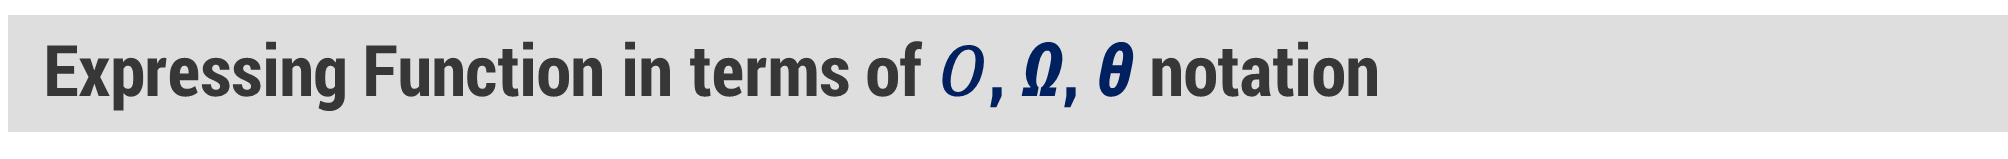 Expressing Function in terms of O, Ω, θ notation